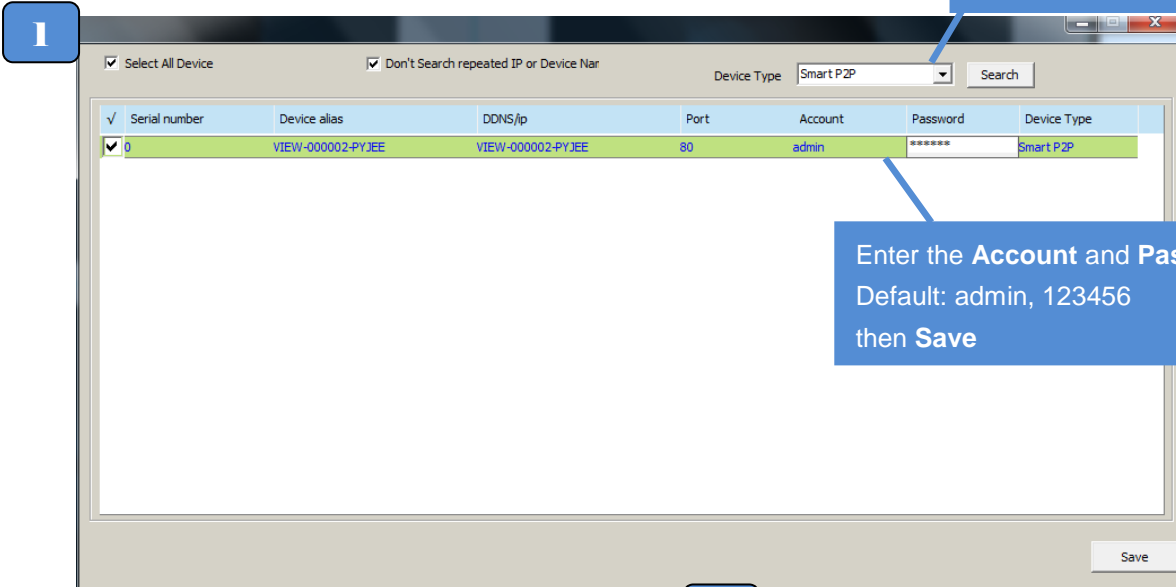 1
X
Select All Device Don't Search repeated IP or Device Nar Device Type Smart P2P Search
√ Serial number Device alias DDNS/ip Port Account Password Device Type
0 VIEW-000002-PYJEE VIEW-000002-PYJEE 80 admin ****** Smart P2P
Enter the Account and Pas
Default: admin, 123456
then Save
Save